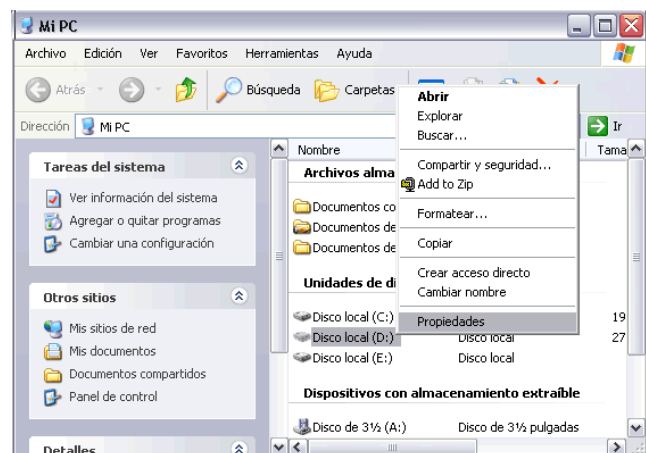 Mi PC
Archivo Edición Ver Favoritos Herramientas Ayuda
Atrás Búsqueda Carpetas
Dirección Mi PC Ir
Nombre Tama
Tareas del sistema
Ver información del sistema
Agregar o quitar programas
Cambiar una configuración
Otros sitios
Mis sitios de red
Mis documentos
Documentos compartidos
Panel de control
Detalles
Archivos alma
Documentos co
Documentos de
Documentos de
Unidades de di
Disco local (C:) 19
Disco local (D:) Disco local 27
Disco local (E:) Disco local
Dispositivos con almacenamiento extraíble
Disco de 3½ (A:) Disco de 3½ pulgadas
Abrir
Explorar
Buscar...
Compartir y seguridad...
Add to Zip
Formatear...
Copiar
Crear acceso directo
Cambiar nombre
Propiedades